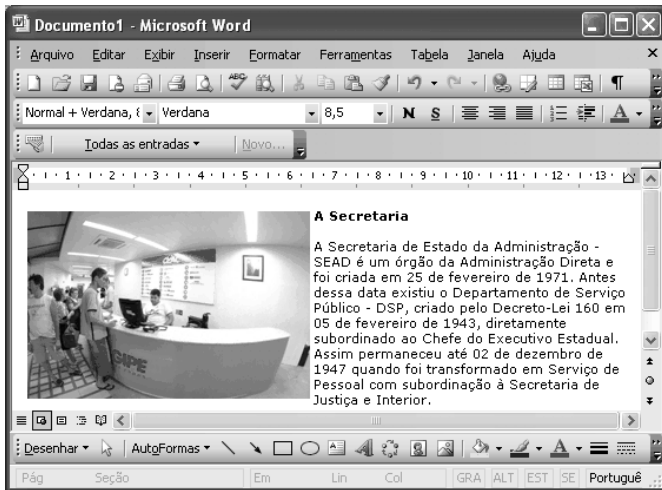 Documento1 - Microsoft Word
Arquivo Editar Exibir Inserir Formatar Ferramentas Tabela Janela Ajuda
Normal + Verdana, 8 Verdana 8,5 N S A
Todas as entradas Novo...
1 2 3 4 5 6 7 8 9 10 11 12 13
A Secretaria
A Secretaria de Estado da Administração -
SEAD é um órgão da Administração Direta e
foi criada em 25 de fevereiro de 1971. Antes
dessa data existiu o Departamento de Serviço
Público - DSP, criado pelo Decreto-Lei 160 em
05 de fevereiro de 1943, diretamente
subordinado ao Chefe do Executivo Estadual.
Assim permaneceu até 02 de dezembro de
1947 quando foi transformado em Serviço de
Pessoal com subordinação à Secretaria de
Justiça e Interior.
GIPE
Desenhar AutoFormas
Pág Seção Em Lin Col GRA ALT EST SE Portuguê